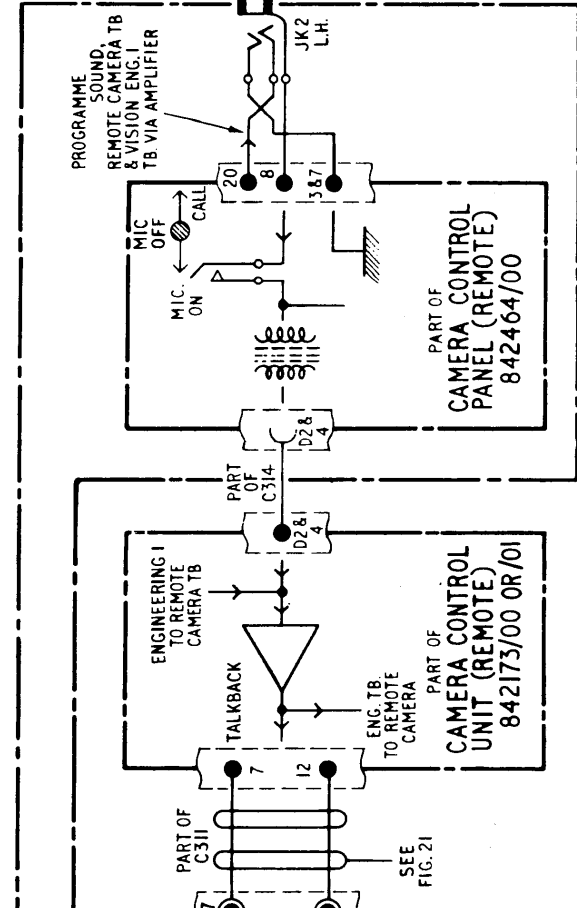 JK2
L.H.
PROGRAMME
SOUND,
REMOTE CAMERA TB
& VISION ENG.1
TB. VIA AMPLIFIER
20
8
3 & 7
MIC
OFF
CALL
MIC.
ON
PART OF
CAMERA CONTROL
PANEL (REMOTE)
842464/00
D2 &
4
PART
OF
C314
D2 &
4
ENGINEERING 1
TO REMOTE
CAMERA TB
TALKBACK
ENG. TB.
TO REMOTE
CAMERA
PART OF
CAMERA CONTROL
UNIT (REMOTE)
842173/00 OR/01
7
12
PART OF
C311
SEE
FIG. 21
7